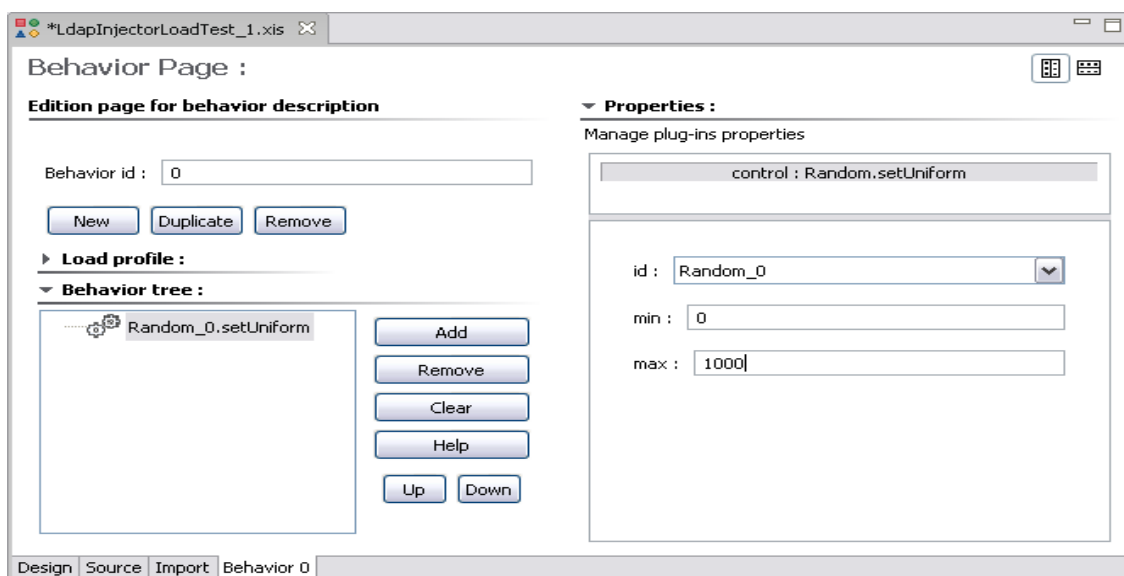 *LdapInjectorLoadTest_1.xis
Behavior Page :
Edition page for behavior description
Behavior id : 0
New Duplicate Remove
Load profile :
Behavior tree :
Random_0.setUniform
Add
Remove
Clear
Help
Up Down
Properties :
Manage plug-ins properties
control : Random.setUniform
id : Random_0
min : 0
max : 1000
Design Source Import Behavior 0